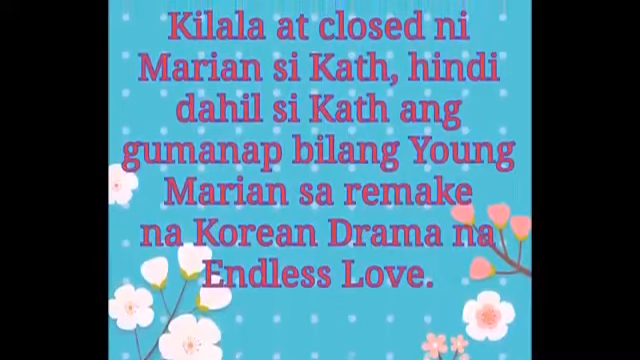 Kilala at closed ni
Marian si Kath, hindi
dahil si Kath ang
gumanap bilang Young
Marian sa remake
na Korean Drama na
Endless Love.